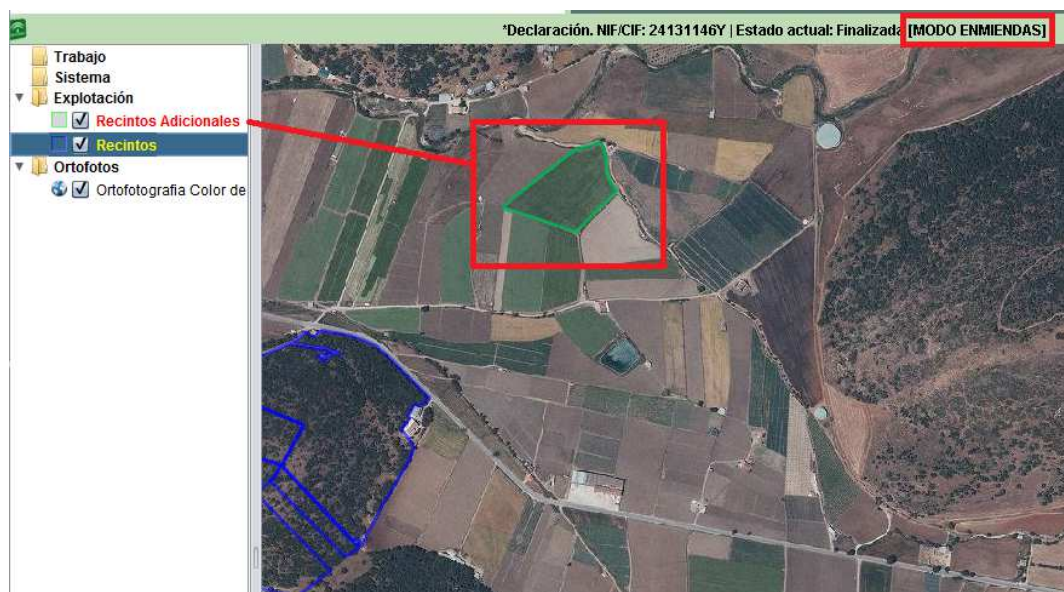 *Declaración. NIF/CIF: 24131146Y | Estado actual: Finalizada [MODO ENMIENDAS]
Trabajo
Sistema
Explotación
Recintos Adicionales
Recintos
Ortofotos
Ortofotografia Color de